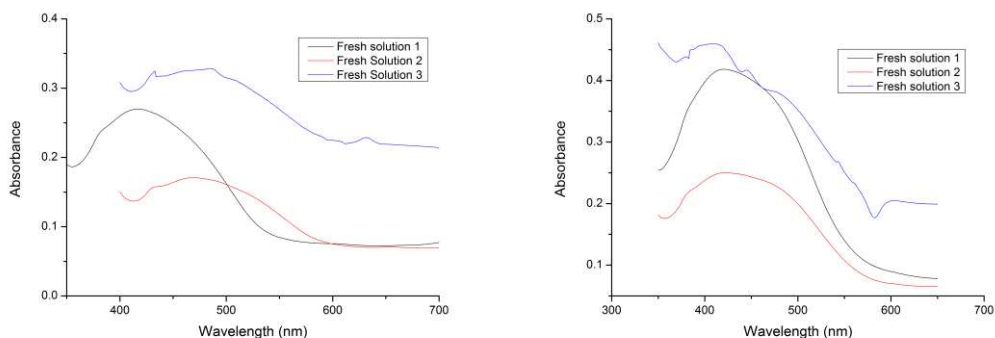 0.4
0.3
0.2
0.1
0.0
Absorbance
Fresh solution 1
Fresh Solution 2
Fresh Solution 3
400 500 600 700
Wavelength (nm)
0.5
0.4
0.3
0.2
0.1
Absorbance
Fresh solution 1
Fresh solution 2
Fresh solution 3
300 400 500 600 700
Wavelength (nm)